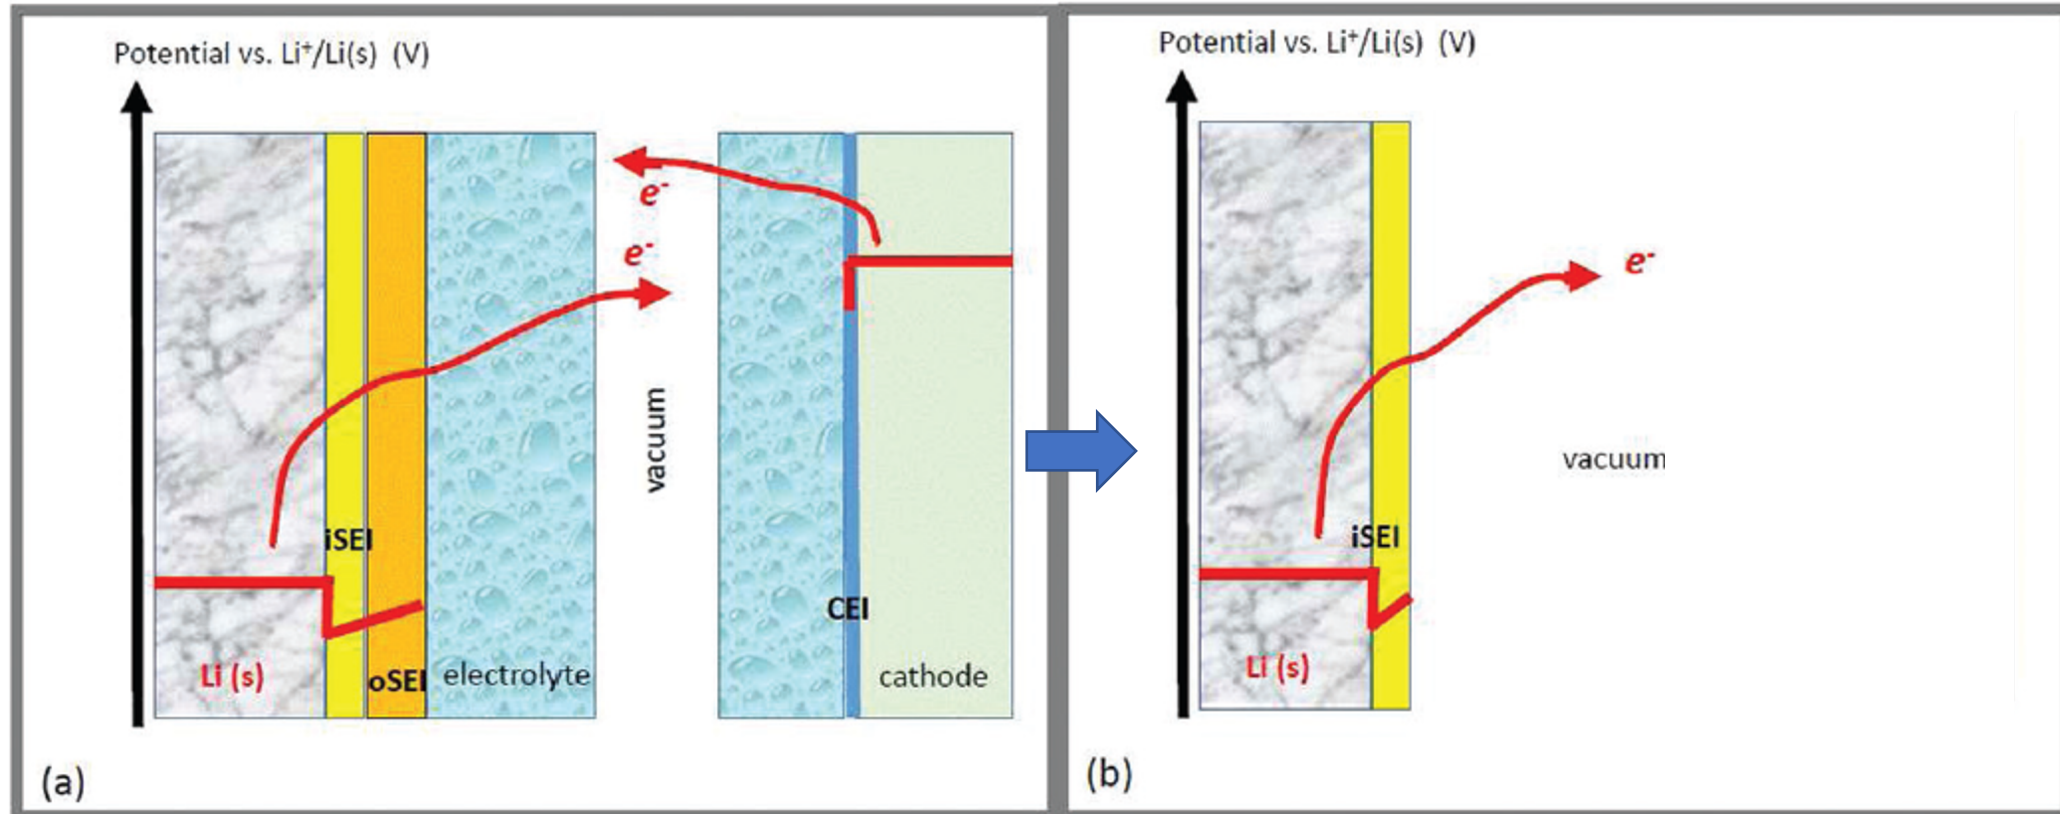 Potential vs. Li⁺/Li(s) (V)
e⁻
e⁻
vacuum
iSEI
CEI
Li (s)
oSEI
electrolyte
cathode
(a)
Potential vs. Li⁺/Li(s) (V)
e⁻
vacuum
iSEI
Li (s)
(b)